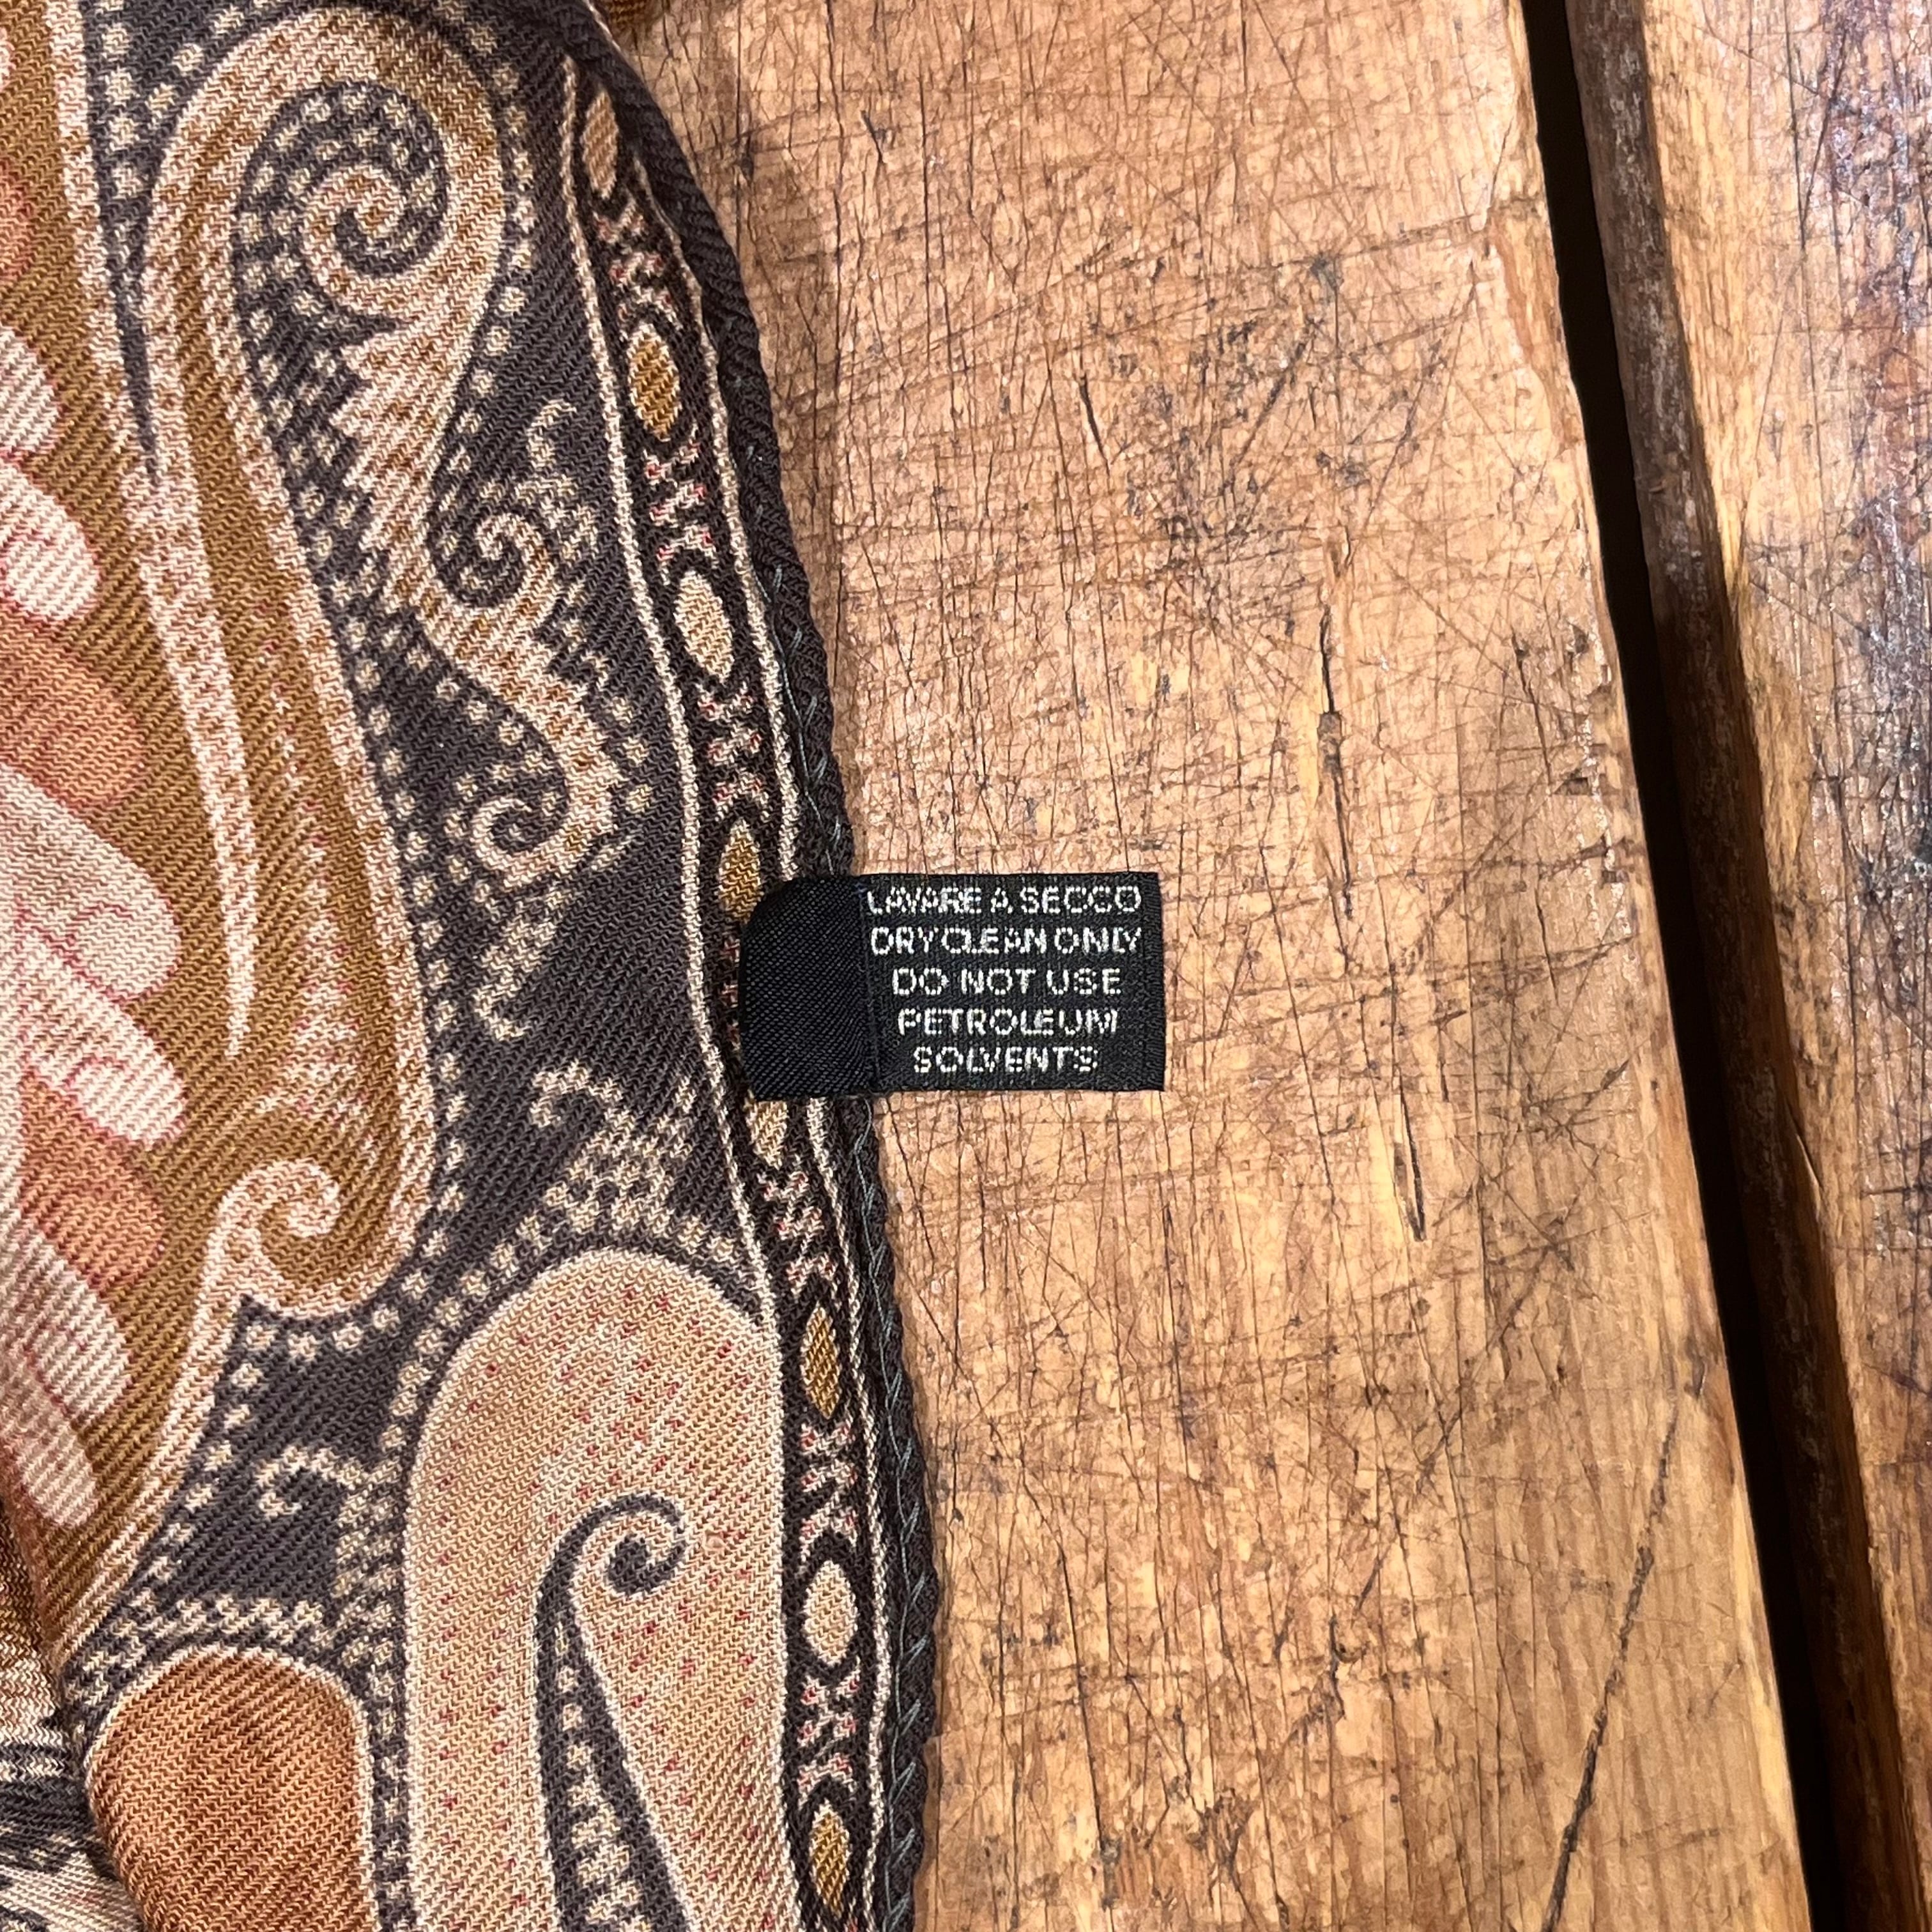 LAVARE A SECCO
DRY CLEAN ONLY
DO NOT USE
PETROLEUM
SOLVENTS